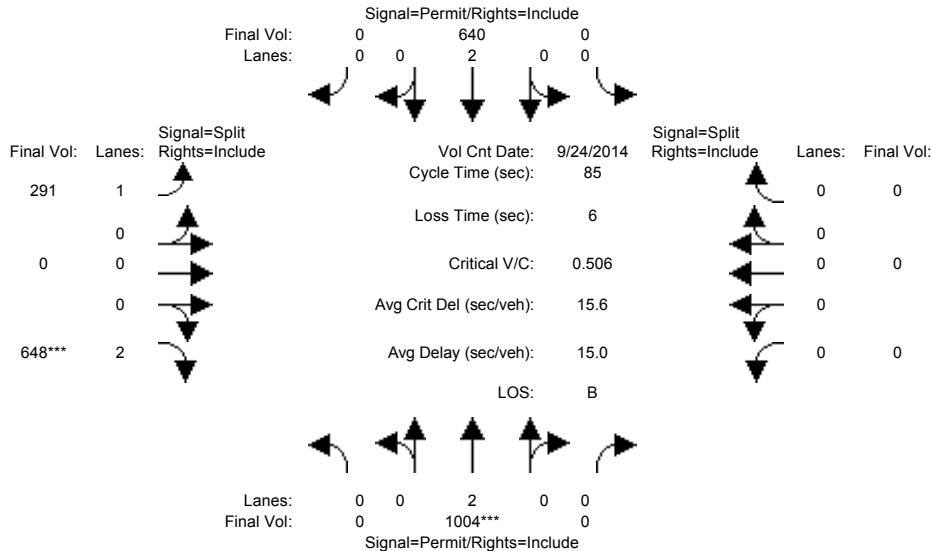 Signal=Permit/Rights=Include
Final Vol: 0 640 0
Lanes: 0 0 2 0 0
Signal=Split Signal=Split
Final Vol: Lanes: Rights=Include Vol Cnt Date: 9/24/2014 Rights=Include Lanes: Final Vol:
Cycle Time (sec): 85
291 1 0 0
Loss Time (sec): 6
0 0
0 0 Critical V/C: 0.506 0 0
0 Avg Crit Del (sec/veh): 15.6 0
648*** 2 Avg Delay (sec/veh): 15.0 0 0
LOS: B
Lanes: 0 0 2 0 0
Final Vol: 0 1004*** 0
Signal=Permit/Rights=Include